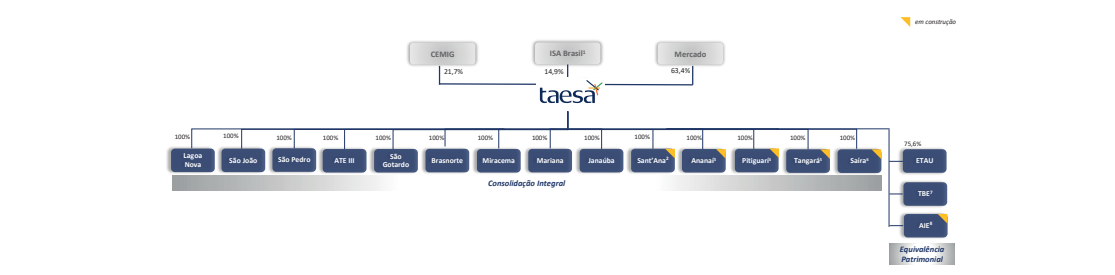 em construção
CEMIG
ISA Brasil¹
Mercado
21,7%
14,9%
63,4%
taesa
100%
100%
100%
100%
100%
100%
100%
100%
100%
100%
100%
100%
100%
100%
75,6%
Lagoa
Nova
São João
São Pedro
ATE III
São
Gotardo
Brasnorte
Miracema
Mariana
Janaúba
Sant'Ana²
Ananaí³
Pitiguari⁴
Tangará⁵
Saíra⁶
ETAU
Consolidação Integral
TBE⁷
AIE⁸
Equivalência
Patrimonial